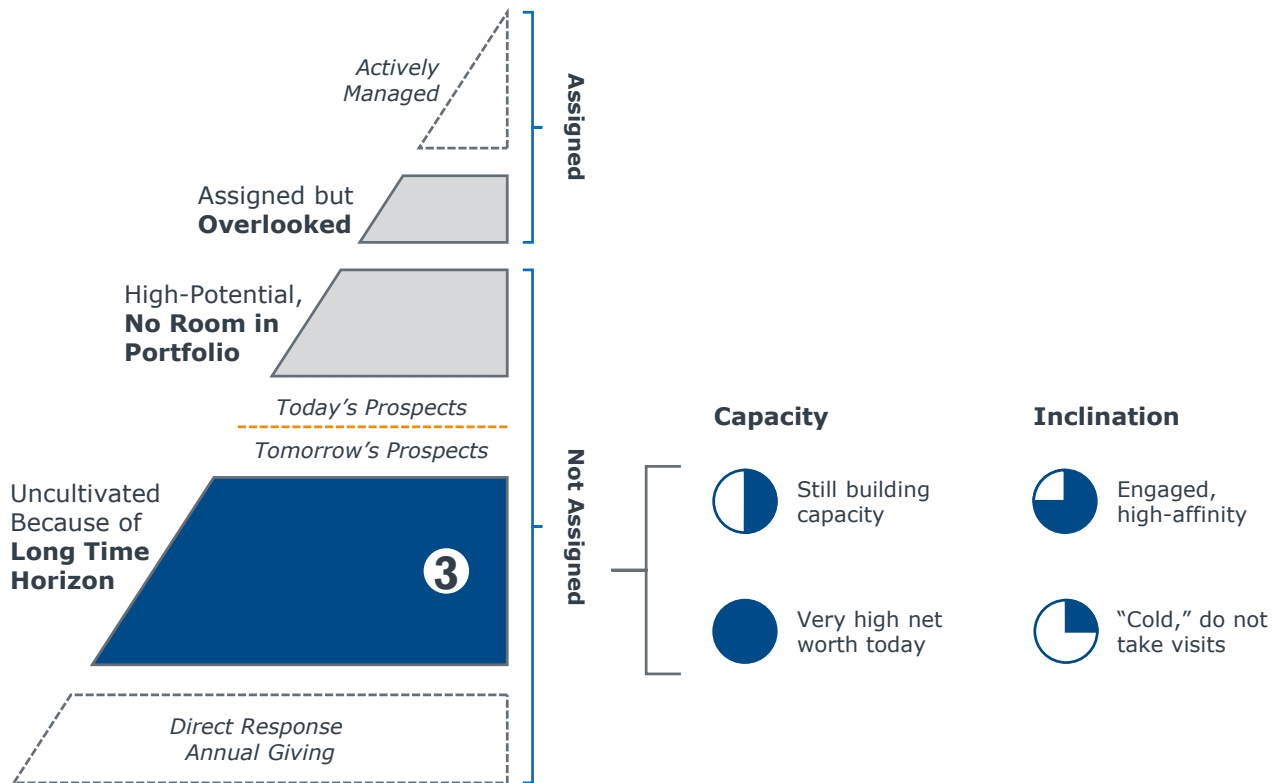 Actively
Managed
Assigned
Assigned but
Overlooked
High-Potential,
No Room in
Portfolio
Today's Prospects
Tomorrow's Prospects
Not Assigned
Uncultivated
Because of
Long Time
Horizon
3
Direct Response
Annual Giving
Capacity
Still building
capacity
Very high net
worth today
Inclination
Engaged,
high-affinity
“Cold,” do not
take visits